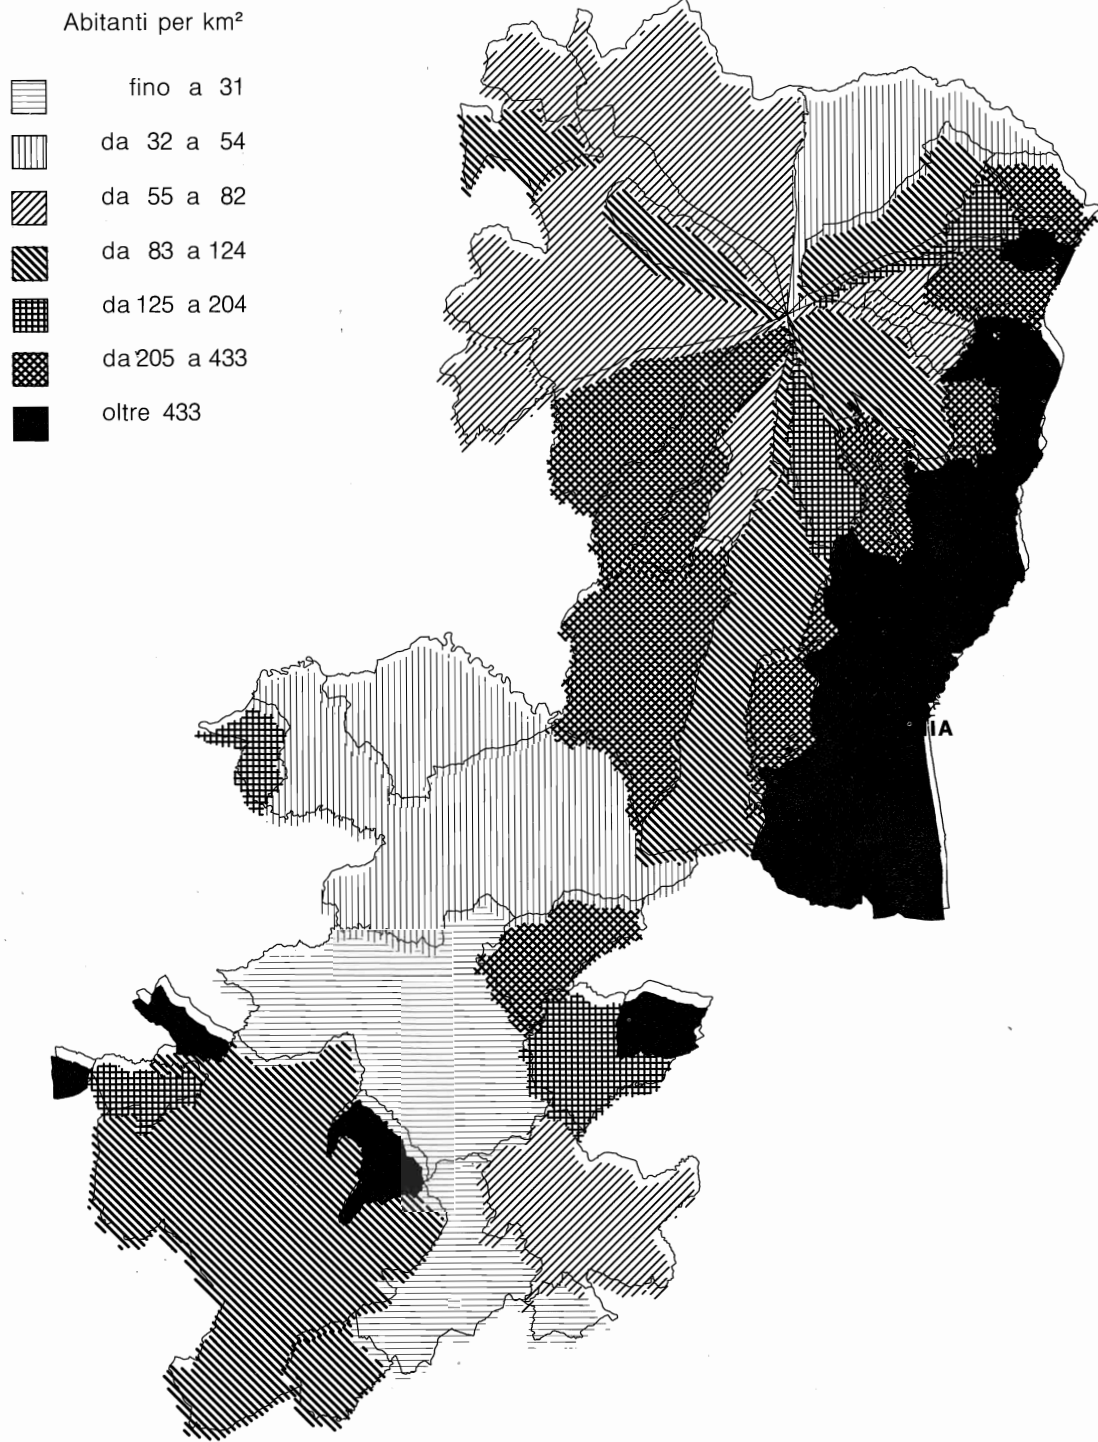 Abitanti per km²
fino a 31
da 32 a 54
da 55 a 82
da 83 a 124
da 125 a 204
da 205 a 433
oltre 433